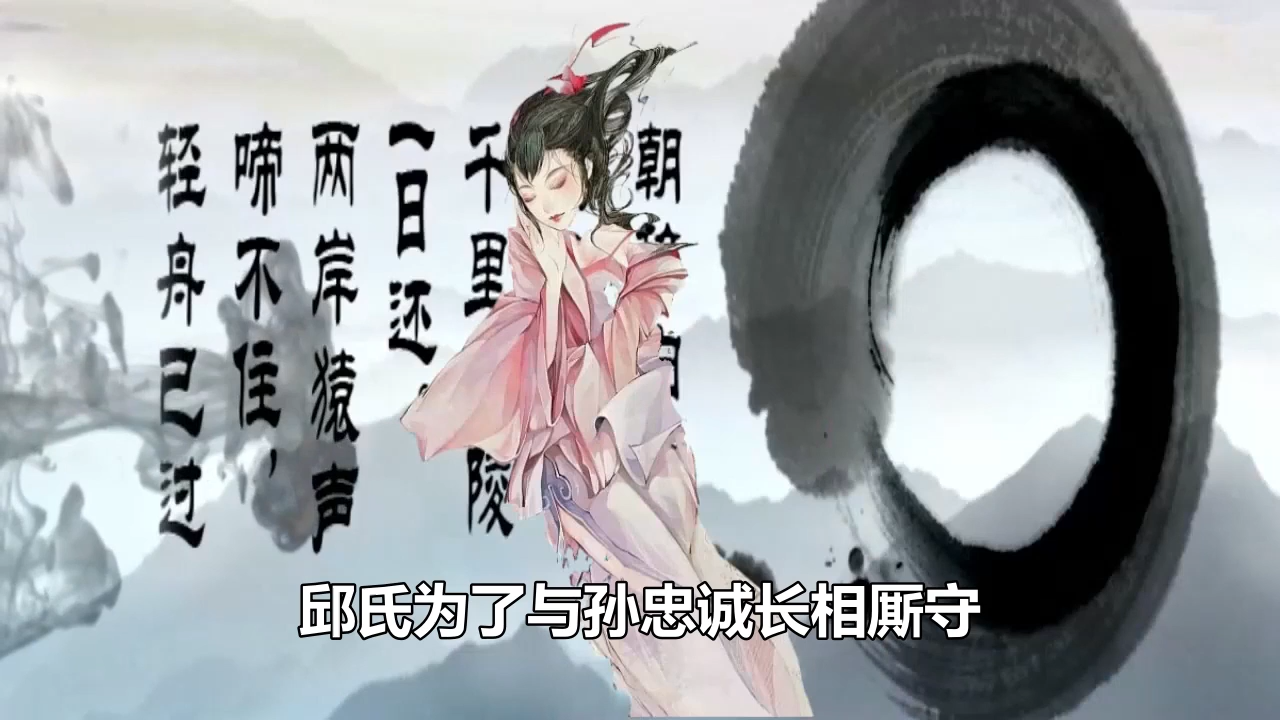 朝
千里陵
一日还。
两岸猿声
啼不住，
轻舟已过
邱氏为了与孙忠诚长相厮守